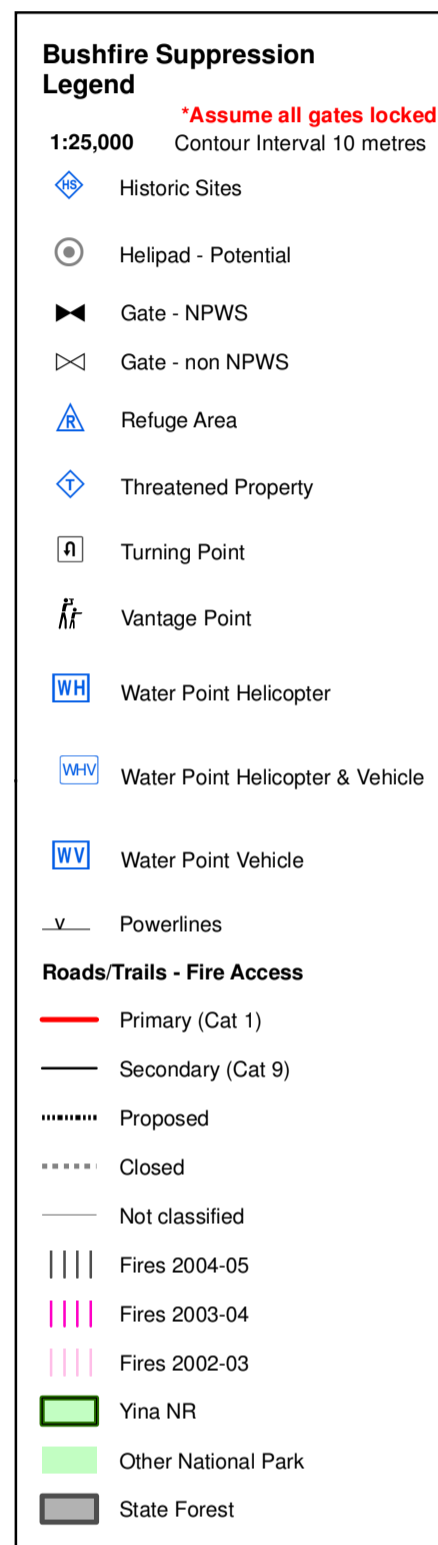 Bushfire Suppression
Legend
*Assume all gates locked
1:25,000 Contour Interval 10 metres
HS Historic Sites
Helipad - Potential
Gate - NPWS
Gate - non NPWS
R Refuge Area
T Threatened Property
Turning Point
Vantage Point
WH Water Point Helicopter
WHV Water Point Helicopter & Vehicle
WV Water Point Vehicle
V Powerlines
Roads/Trails - Fire Access
Primary (Cat 1)
Secondary (Cat 9)
Proposed
Closed
Not classified
Fires 2004-05
Fires 2003-04
Fires 2002-03
Yina NR
Other National Park
State Forest